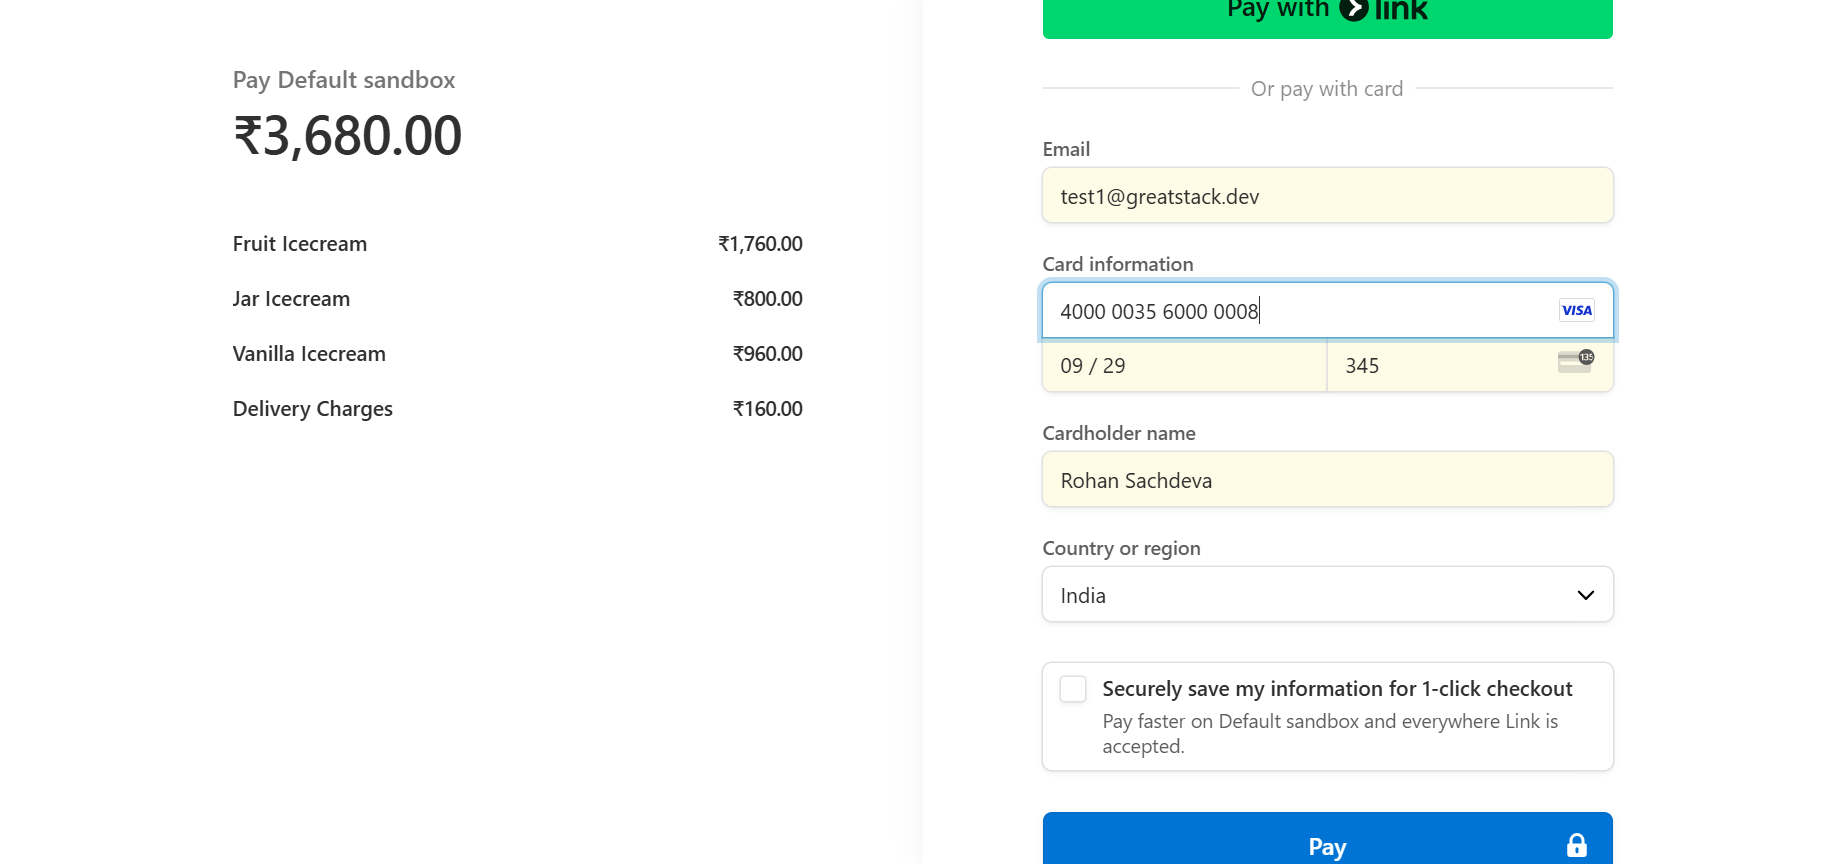 Pay Default sandbox
₹3,680.00
Fruit Icecream ₹1,760.00
Jar Icecream ₹800.00
Vanilla Icecream ₹960.00
Delivery Charges ₹160.00
Pay with link
Or pay with card
Email
test1@greatstack.dev
Card information
4000 0035 6000 0008 VISA
09 / 29 345 135
Cardholder name
Rohan Sachdeva
Country or region
India
Securely save my information for 1-click checkout
Pay faster on Default sandbox and everywhere Link is
accepted.
Pay